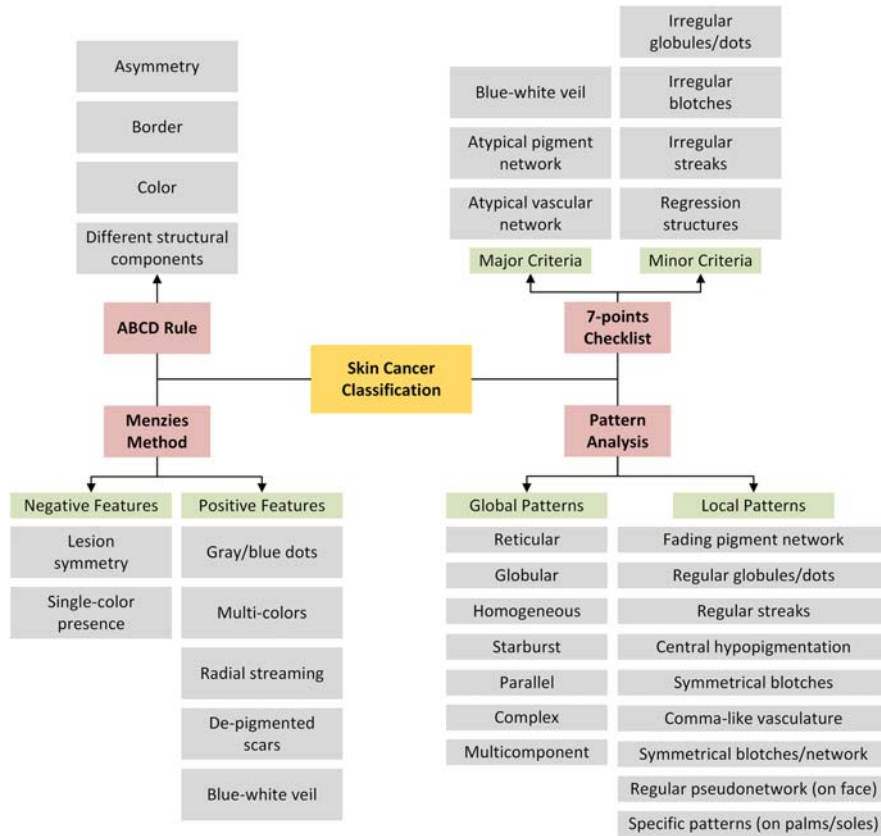 Asymmetry
Border
Color
Different structural
components
ABCD Rule
Irregular
globules/dots
Blue-white veil
Irregular
blotches
Atypical pigment
network
Irregular
streaks
Atypical vascular
network
Regression
structures
Major Criteria
Minor Criteria
7-points
Checklist
Skin Cancer
Classification
Menzies
Method
Negative Features
Lesion
symmetry
Single-color
presence
Positive Features
Gray/blue dots
Multi-colors
Radial streaming
De-pigmented
scars
Blue-white veil
Pattern
Analysis
Global Patterns
Reticular
Globular
Homogeneous
Starburst
Parallel
Complex
Multicomponent
Local Patterns
Fading pigment network
Regular globules/dots
Regular streaks
Central hypopigmentation
Symmetrical blotches
Comma-like vasculature
Symmetrical blotches/network
Regular pseudonetwork (on face)
Specific patterns (on palms/soles)